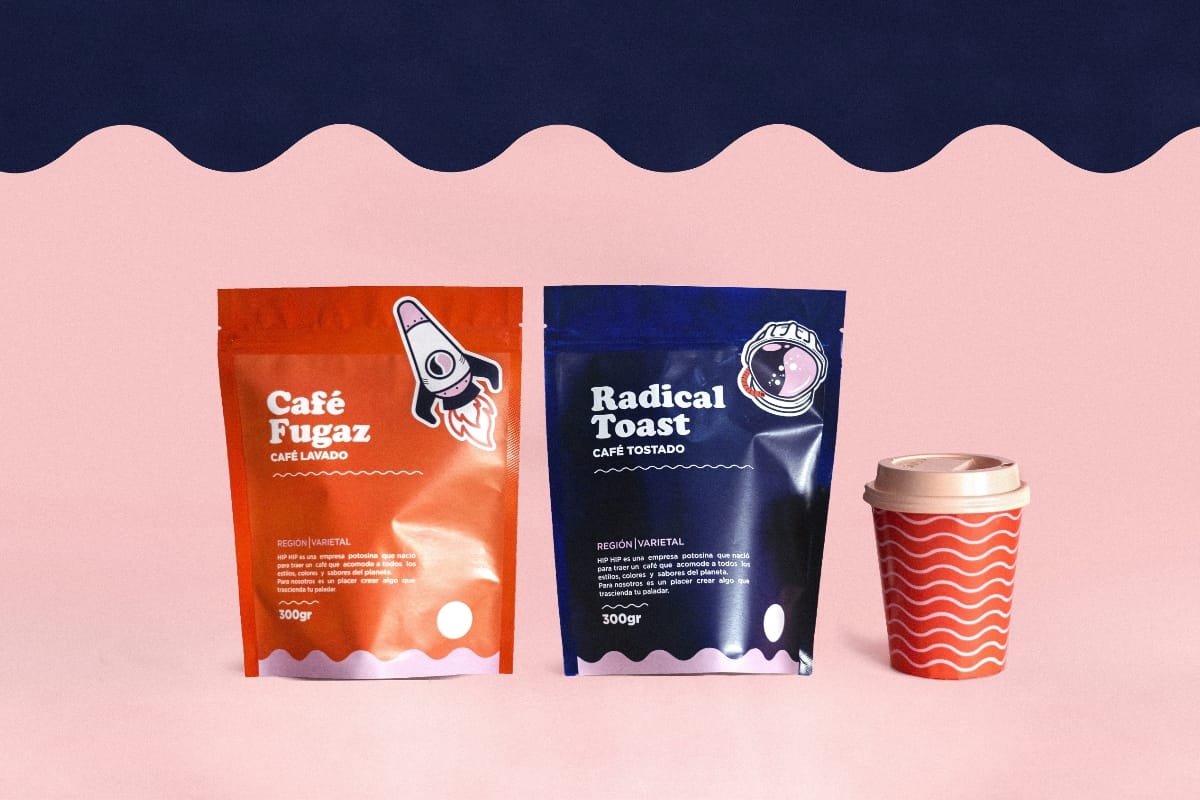 Café
Fugaz
CAFÉ LAVADO
REGIÓN|VARIETAL
HIP HIP es una empresa potosina que nació
para traer un café que acomode a todos los
estilos, colores y sabores del planeta.
Para nosotros es un placer crear algo que
trascienda tu paladar.
300gr
Radical
Toast
CAFÉ TOSTADO
REGIÓN|VARIETAL
HIP HIP es una empresa potosina que nació
para traer un café que acomode a todos los
estilos, colores y sabores del planeta.
Para nosotros es un placer crear algo que
trascienda tu paladar.
300gr